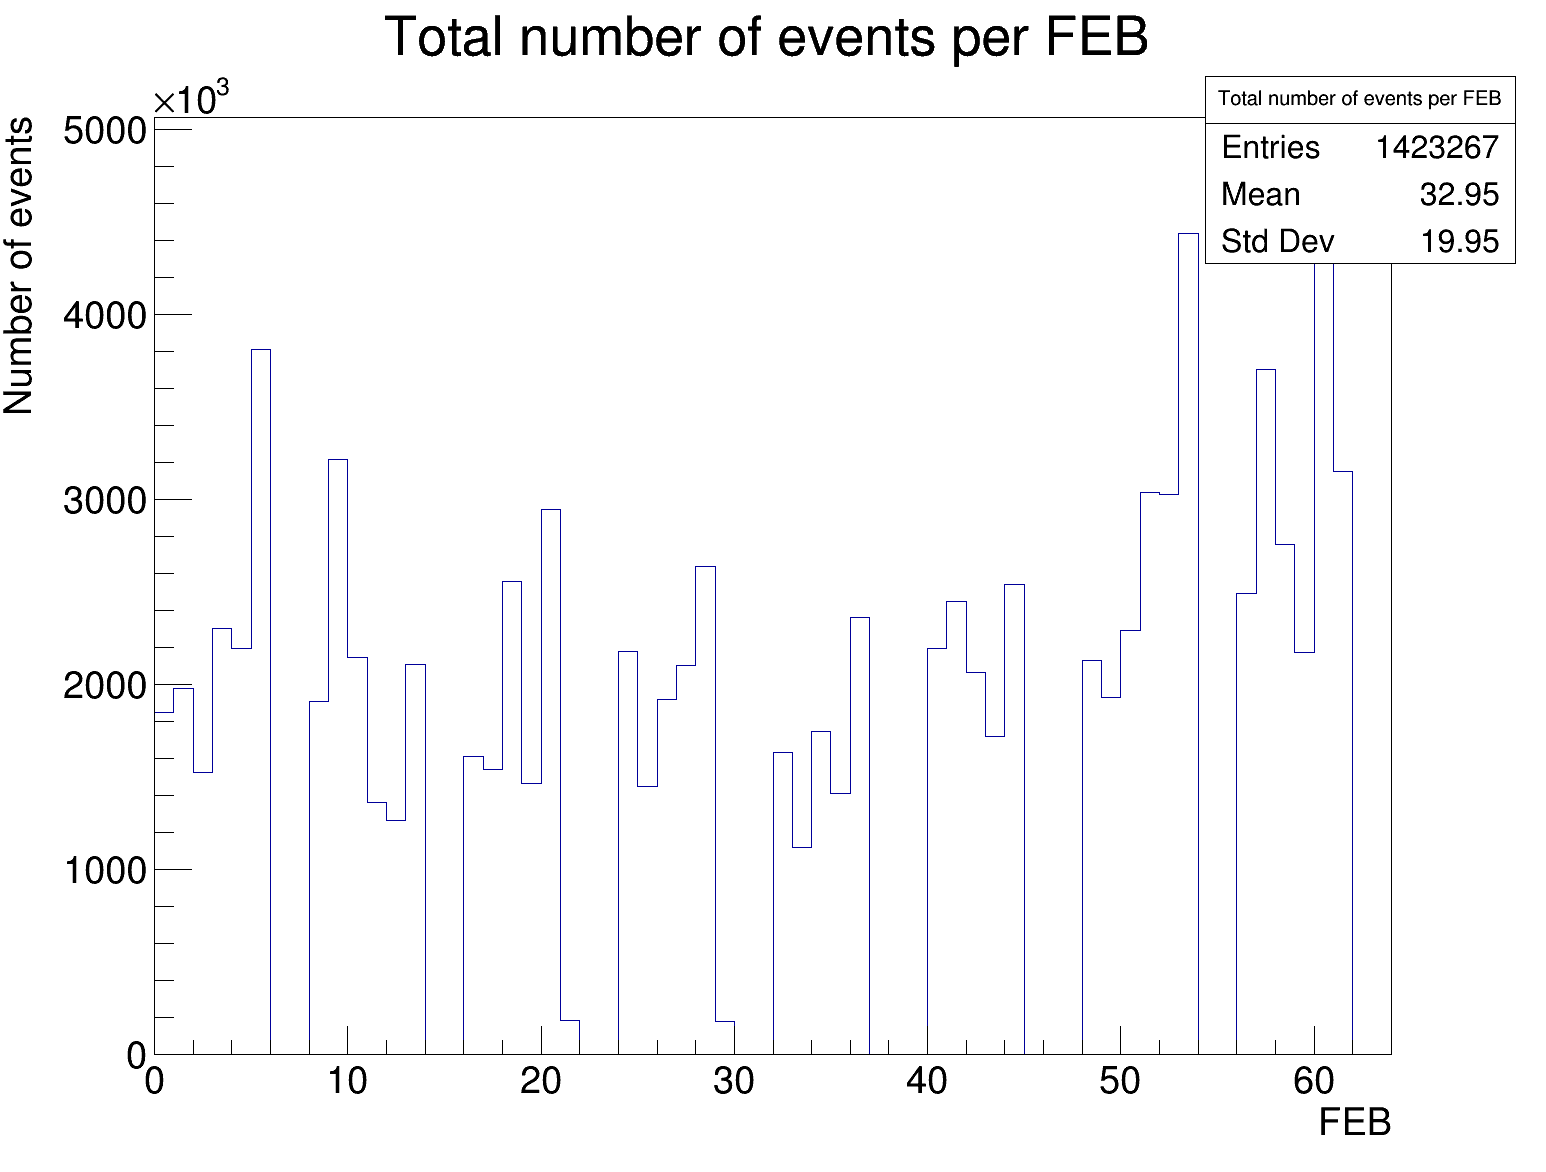 Total number of events per FEB
×10³
Number of events
5000
4000
3000
2000
1000
0
0 10 20 30 40 50 60
FEB
Total number of events per FEB
Entries 1423267
Mean 32.95
Std Dev 19.95